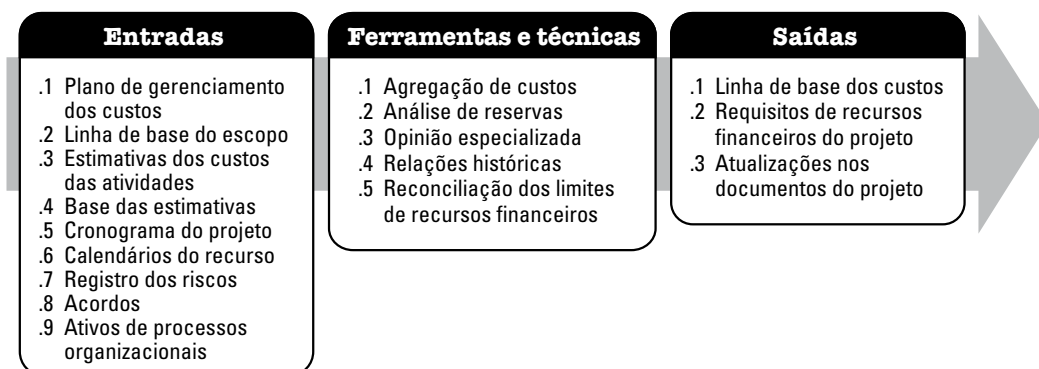 Entradas
.1 Plano de gerenciamento
dos custos
.2 Linha de base do escopo
.3 Estimativas dos custos
das atividades
.4 Base das estimativas
.5 Cronograma do projeto
.6 Calendários do recurso
.7 Registro dos riscos
.8 Acordos
.9 Ativos de processos
organizacionais
Ferramentas e técnicas
.1 Agregação de custos
.2 Análise de reservas
.3 Opinião especializada
.4 Relações históricas
.5 Reconciliação dos limites
de recursos financeiros
Saídas
.1 Linha de base dos custos
.2 Requisitos de recursos
financeiros do projeto
.3 Atualizações nos
documentos do projeto